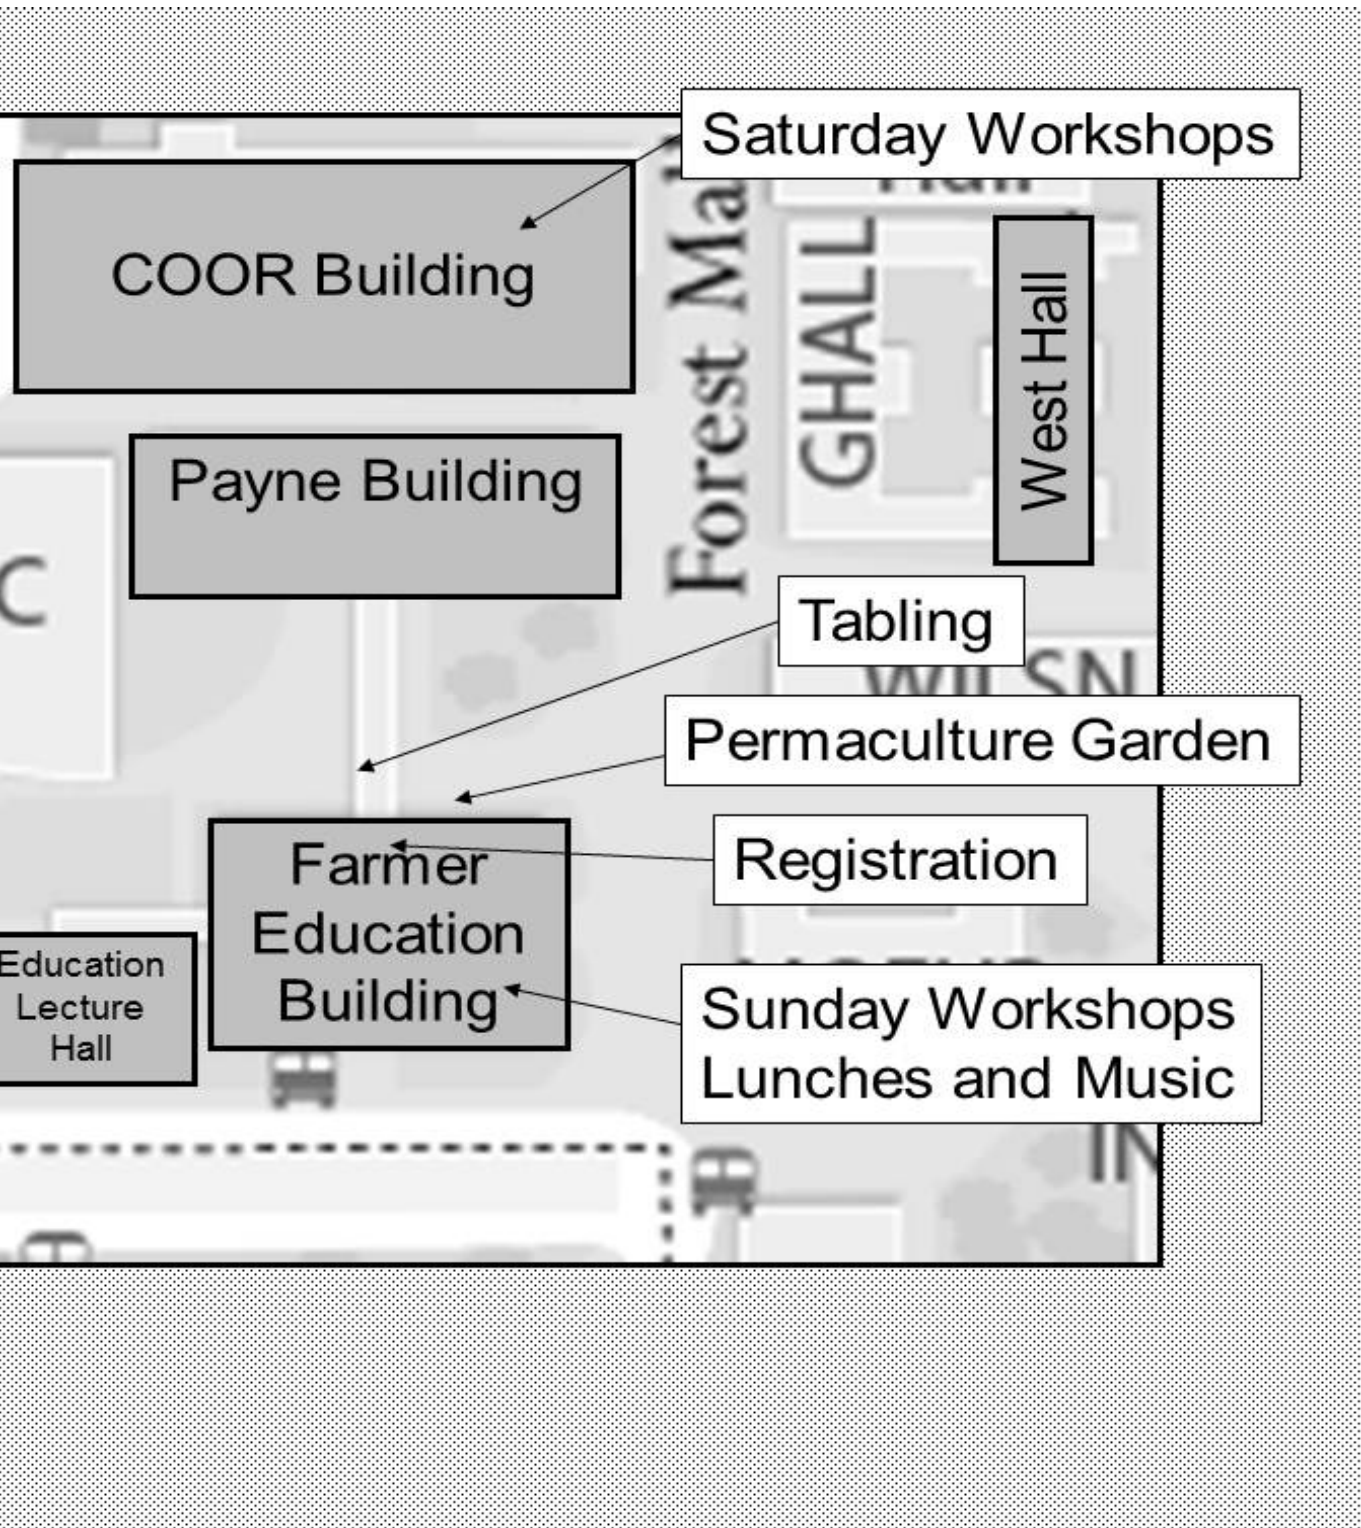 Saturday Workshops
COOR Building
Forest
GHALL
West Hall
Payne Building
C
Tabling
WILSN
Permaculture Garden
Farmer
Education
Building
Registration
Education
Lecture
Hall
Sunday Workshops
Lunches and Music